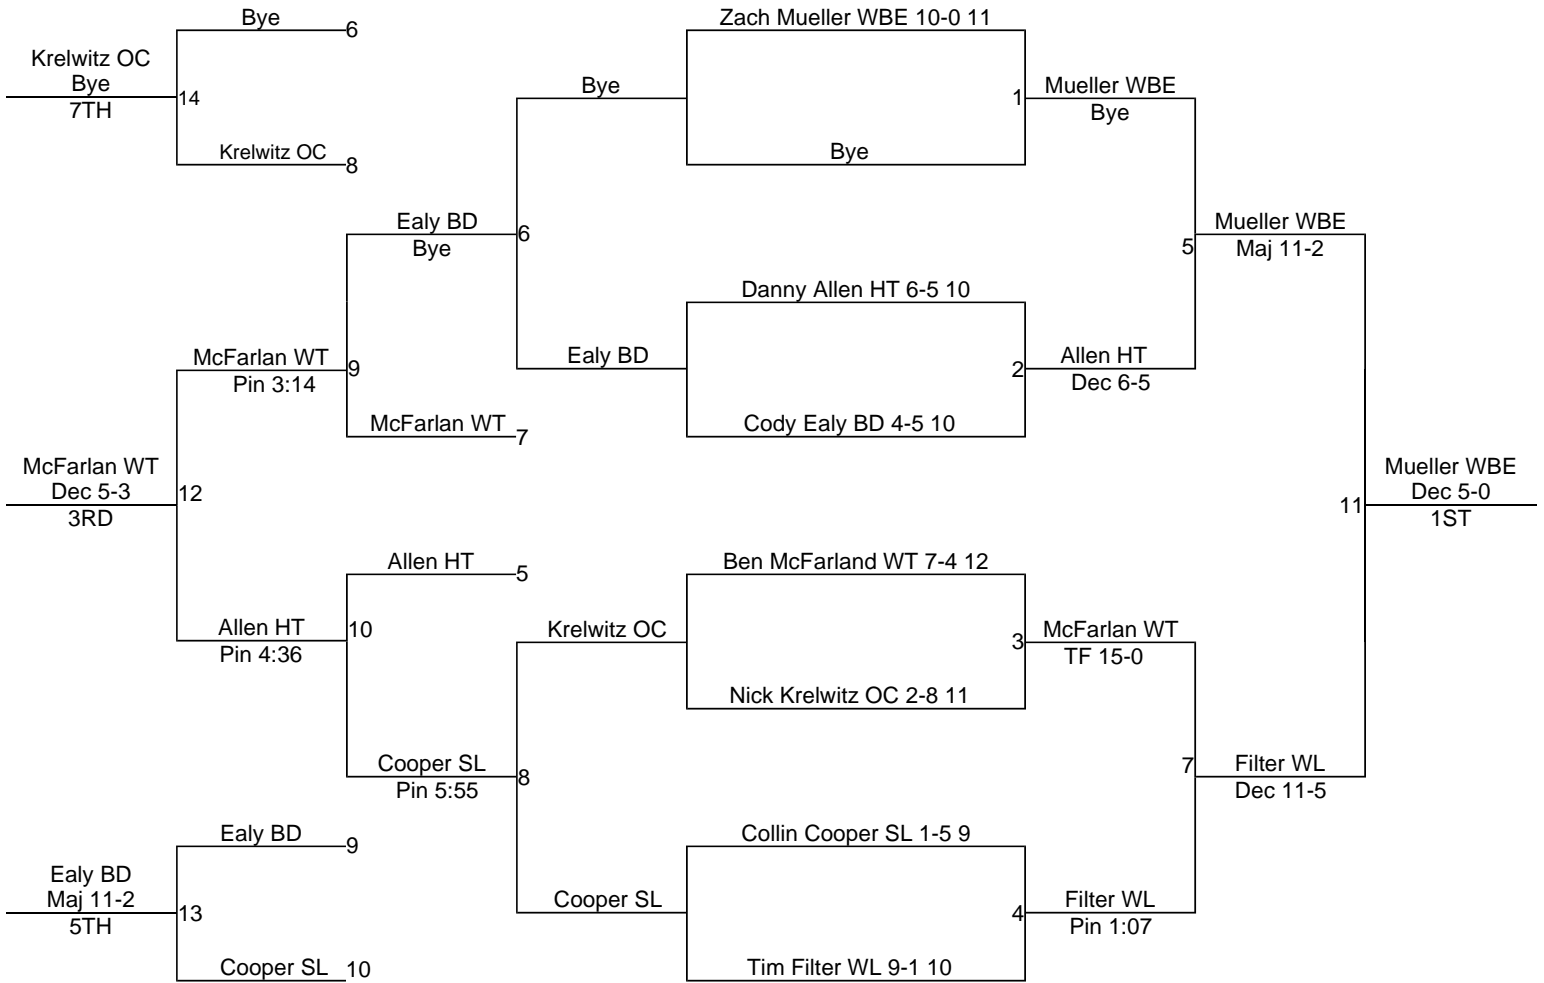 Bye
6
Krelwitz OC
Bye
14
7TH
Krelwitz OC
8
Zach Mueller WBE 10-0 11
Bye
1
Mueller WBE
Bye
Bye
Ealy BD
Bye
6
Mueller WBE
5
Maj 11-2
Danny Allen HT 6-5 10
Ealy BD
2
Allen HT
Dec 6-5
Cody Ealy BD 4-5 10
McFarlan WT
Pin 3:14
9
McFarlan WT
7
McFarlan WT
Dec 5-3
12
3RD
Mueller WBE
Dec 5-0
11
1ST
Allen HT
5
Allen HT
Pin 4:36
10
Ben McFarland WT 7-4 12
Krelwitz OC
3
McFarlan WT
TF 15-0
Nick Krelwitz OC 2-8 11
Cooper SL
Pin 5:55
8
7
Filter WL
Dec 11-5
Ealy BD
9
Ealy BD
Maj 11-2
13
5TH
Cooper SL
10
Collin Cooper SL 1-5 9
Cooper SL
4
Filter WL
Pin 1:07
Tim Filter WL 9-1 10